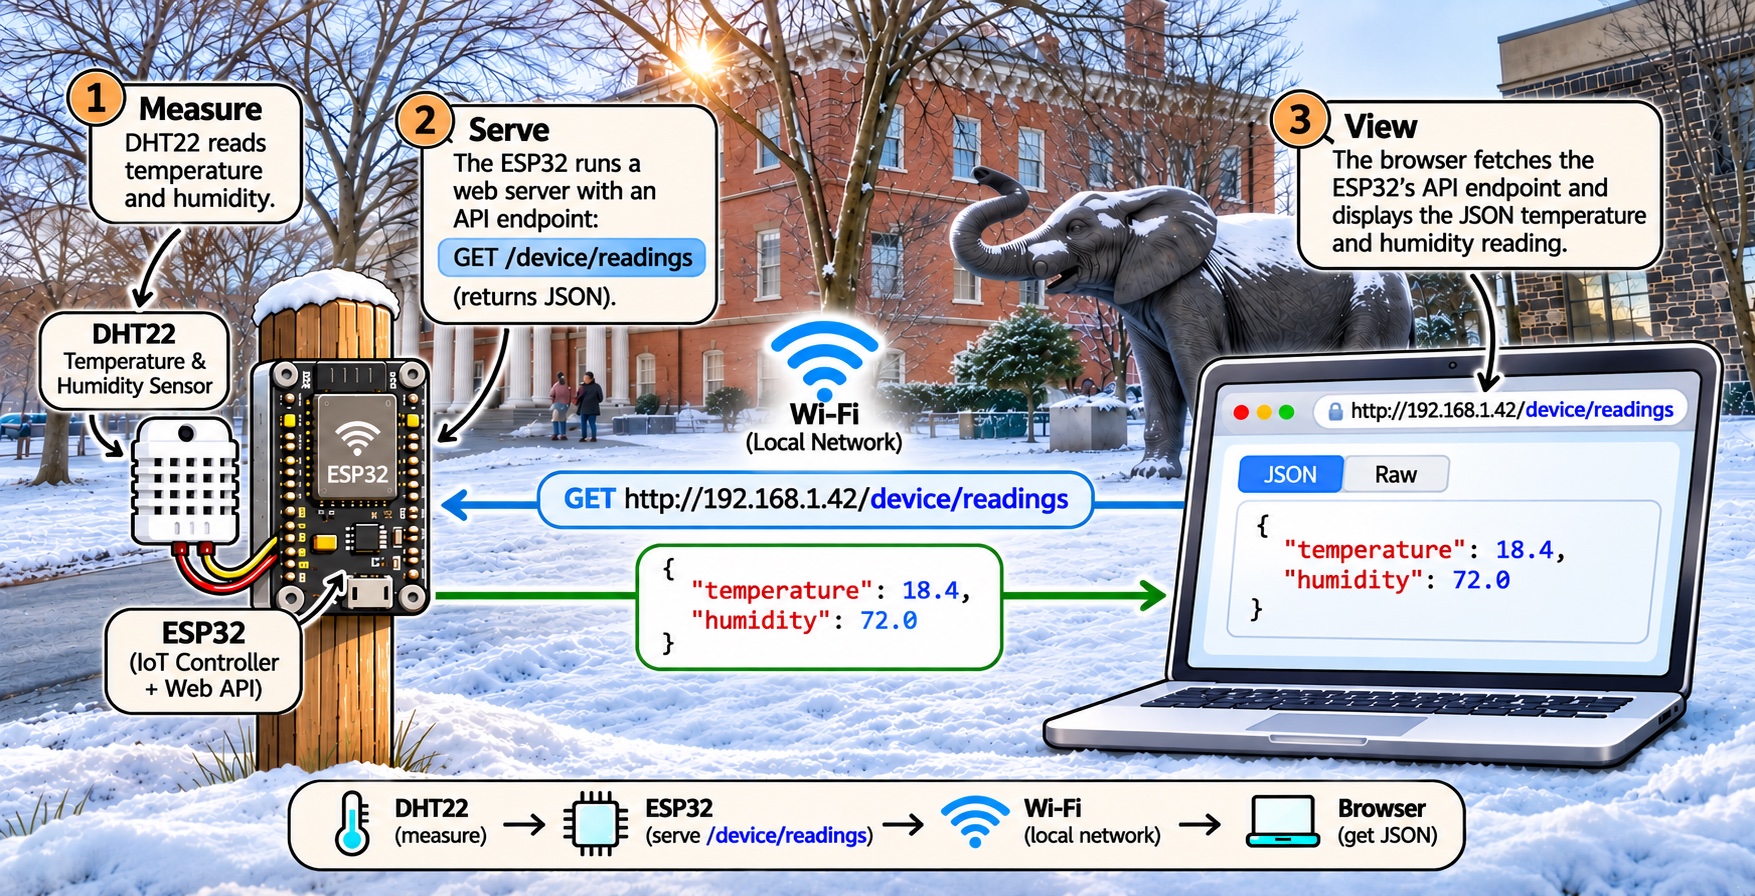 1
Measure
DHT22 reads
temperature
and humidity.
2
Serve
The ESP32 runs a
web server with an
API endpoint:
GET /device/readings
(returns JSON).
3
View
The browser fetches the
ESP32's API endpoint and
displays the JSON temperature
and humidity reading.
DHT22
Temperature &
Humidity Sensor
ESP32
ESP32
(IoT Controller
+ Web API)
Wi-Fi
(Local Network)
GET http://192.168.1.42/device/readings
{
"temperature": 18.4,
"humidity": 72.0
}
http://192.168.1.42/device/readings
JSON Raw
{
"temperature": 18.4,
"humidity": 72.0
}
DHT22
(measure)
ESP32
(serve /device/readings)
Wi-Fi
(local network)
Browser
(get JSON)